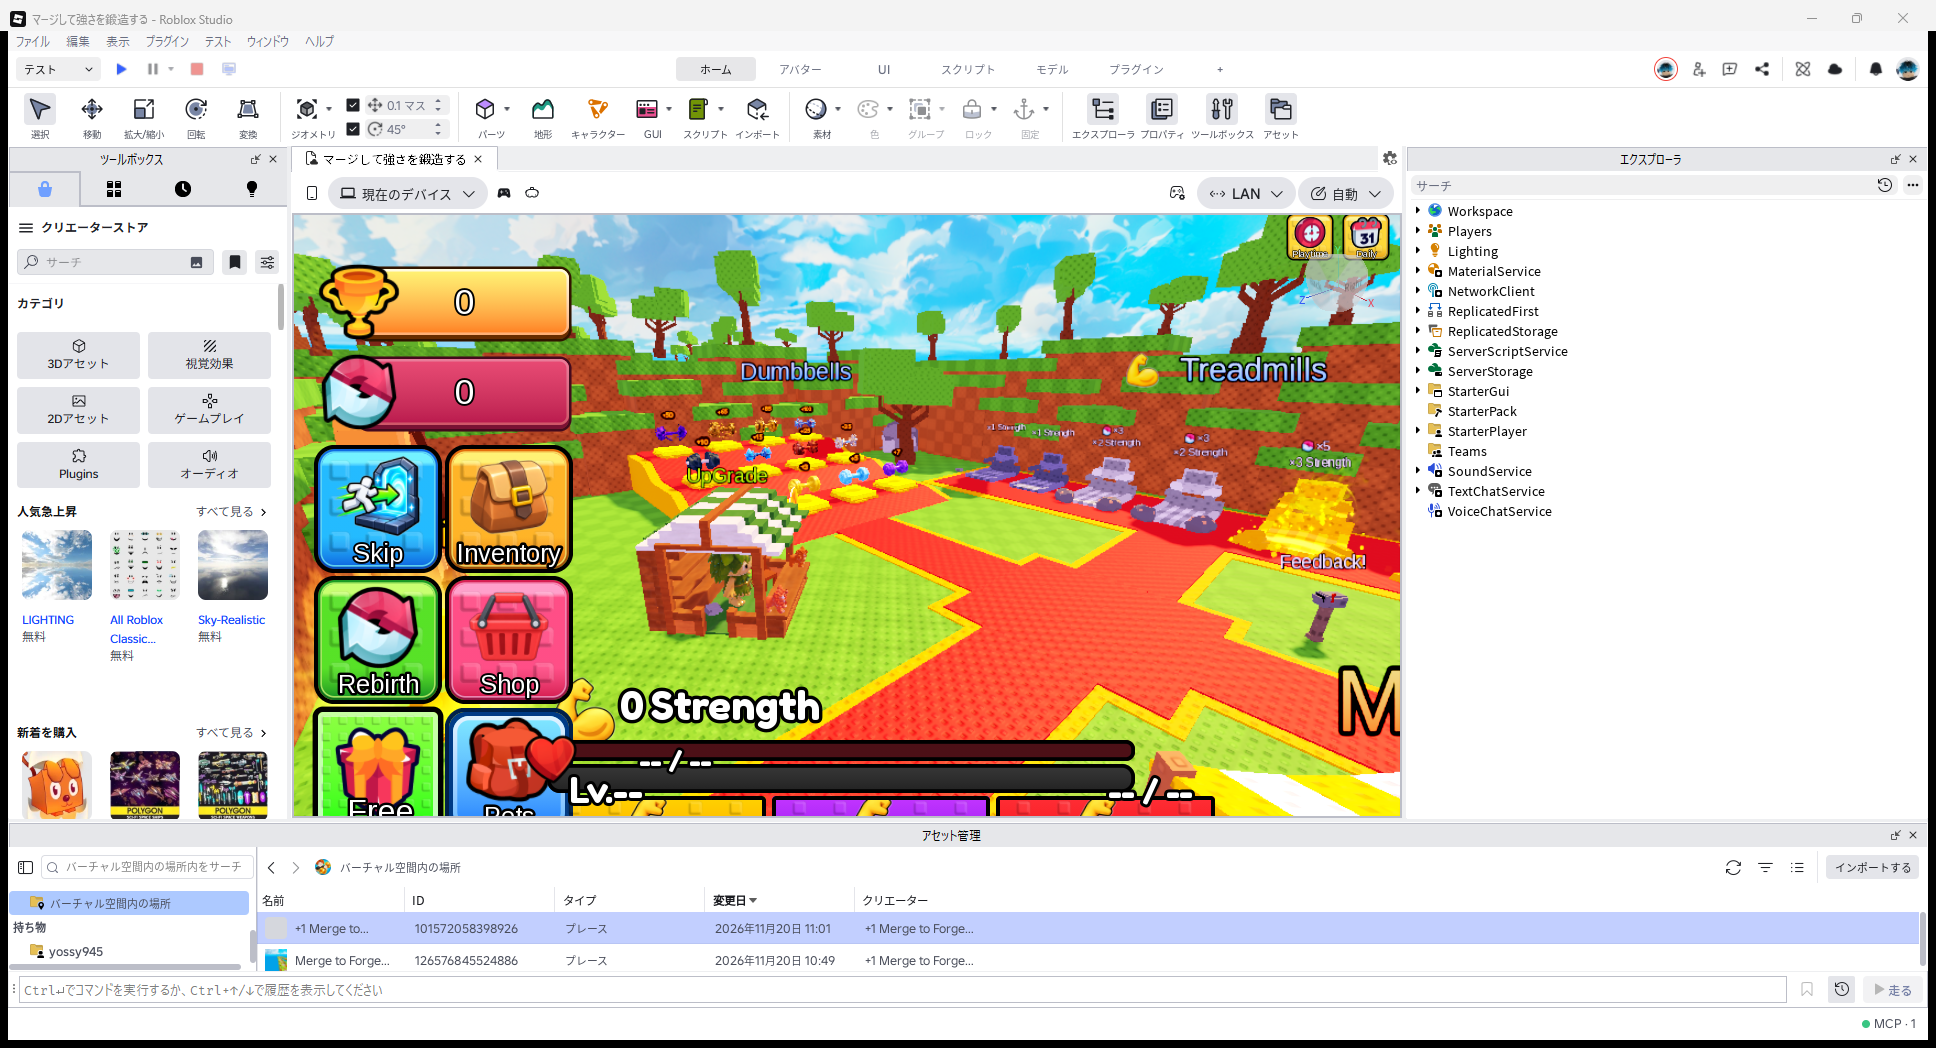 マージして強さを鍛造する - Roblox Studio
ファイル 編集 表示 プラグイン テスト ウィンドウ ヘルプ
テスト ホーム アバター UI スクリプト モデル プラグイン +
0.1 マス
45°
選択 移動 拡大/縮小 回転 変換 ジオメトリ パーツ 地形 キャラクター GUI スクリプト インポート 素材 色 グループ ロック 固定 エクスプローラ プロパティ ツールボックス アセット
ツールボックス
マージして強さを鍛造する
エクスプローラ
現在のデバイス LAN 自動
サーチ
クリエーターストア
サーチ
カテゴリ
3Dアセット 視覚効果
2Dアセット ゲームプレイ
Plugins オーディオ
人気急上昇 すべて見る
LIGHTING
無料
All Roblox
Classic...
無料
Sky-Realistic
無料
新着を購入 すべて見る
POLYGON
POLYGON
0
0
Skip Inventory
Rebirth Shop
Free Pets
Playtime
31
Daily
Z X
Dumbbells
Treadmills
UpGrade
×1 Strength
×1 Strength
×3
×2 Strength
×3
×2 Strength
×5
×3 Strength
Feedback!
M
0 Strength
-- / --
Lv.--
-- / --
Workspace
Players
Lighting
MaterialService
NetworkClient
ReplicatedFirst
ReplicatedStorage
ServerScriptService
ServerStorage
StarterGui
StarterPack
StarterPlayer
Teams
SoundService
TextChatService
VoiceChatService
アセット管理
バーチャル空間内の場所内をサーチ
バーチャル空間内の場所
インポートする
バーチャル空間内の場所
持ち物
yossy945
名前 ID タイプ 変更日 クリエーター
+1 Merge to... 101572058398926 プレース 2026年11月20日 11:01 +1 Merge to Forge...
Merge to Forge... 126576845524886 プレース 2026年11月20日 10:49 +1 Merge to Forge...
Ctrl+↵でコマンドを実行するか、Ctrl+↑/↓で履歴を表示してください
走る
MCP · 1